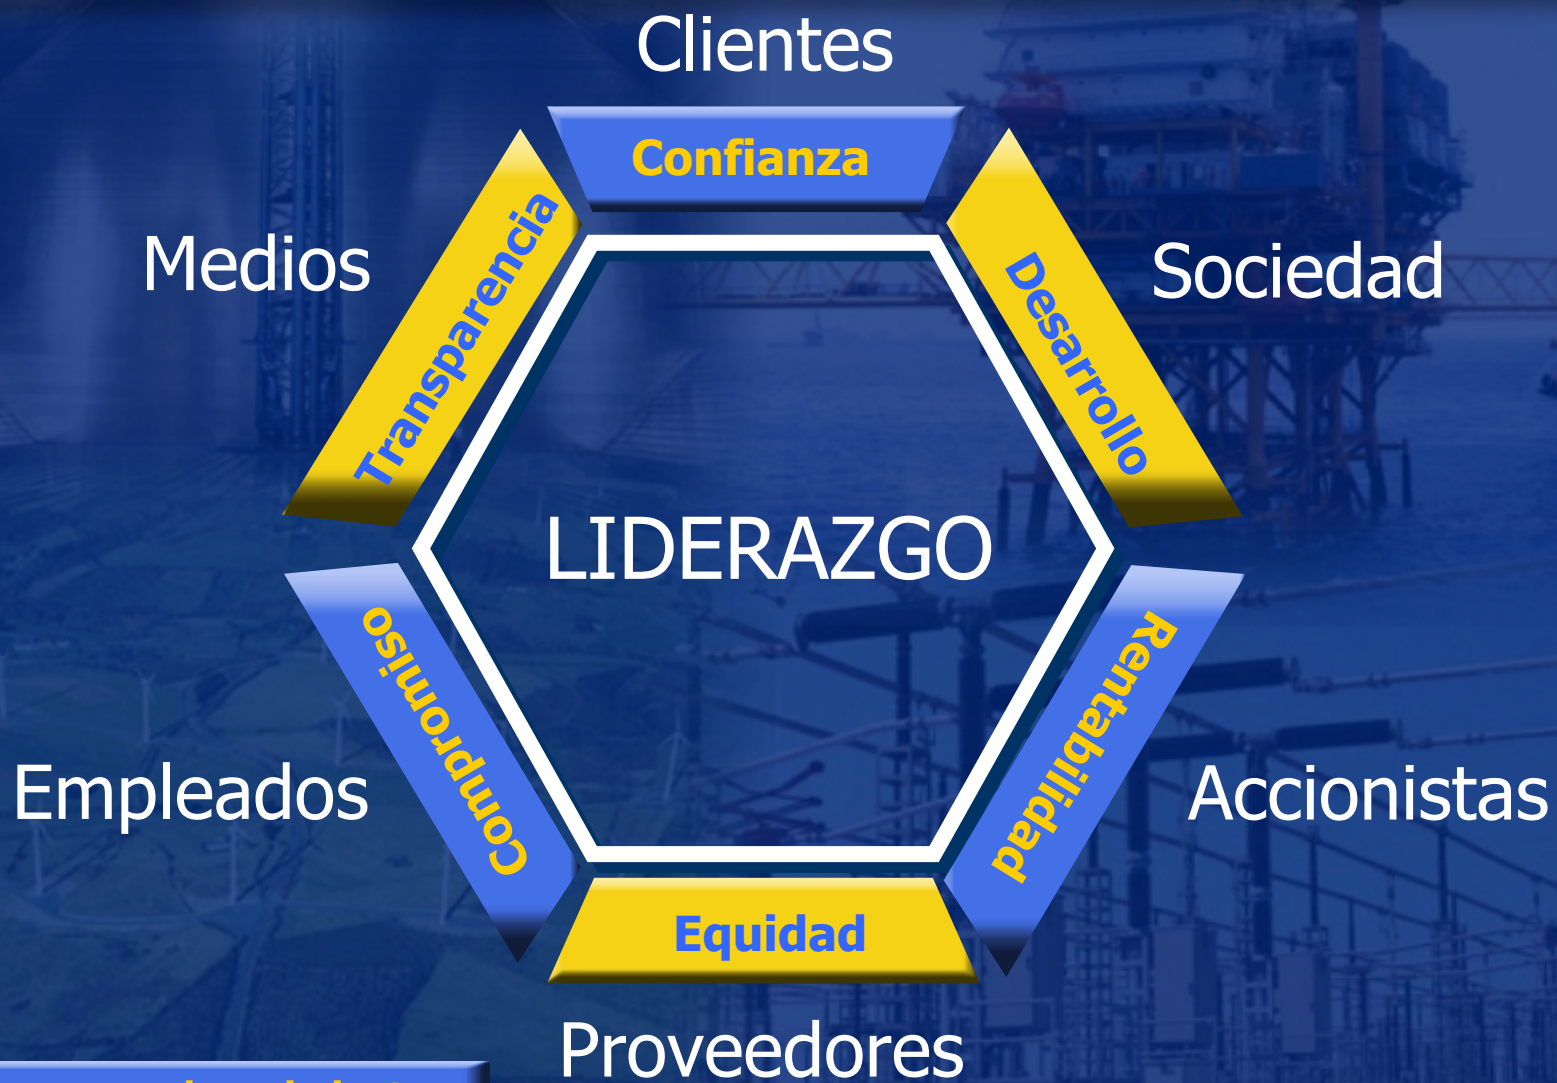 Clientes
Confianza
Medios
Transparencia
Desarrollo
Sociedad
LIDERAZGO
Empleados
Compromiso
Rentabilidad
Accionistas
Equidad
Proveedores